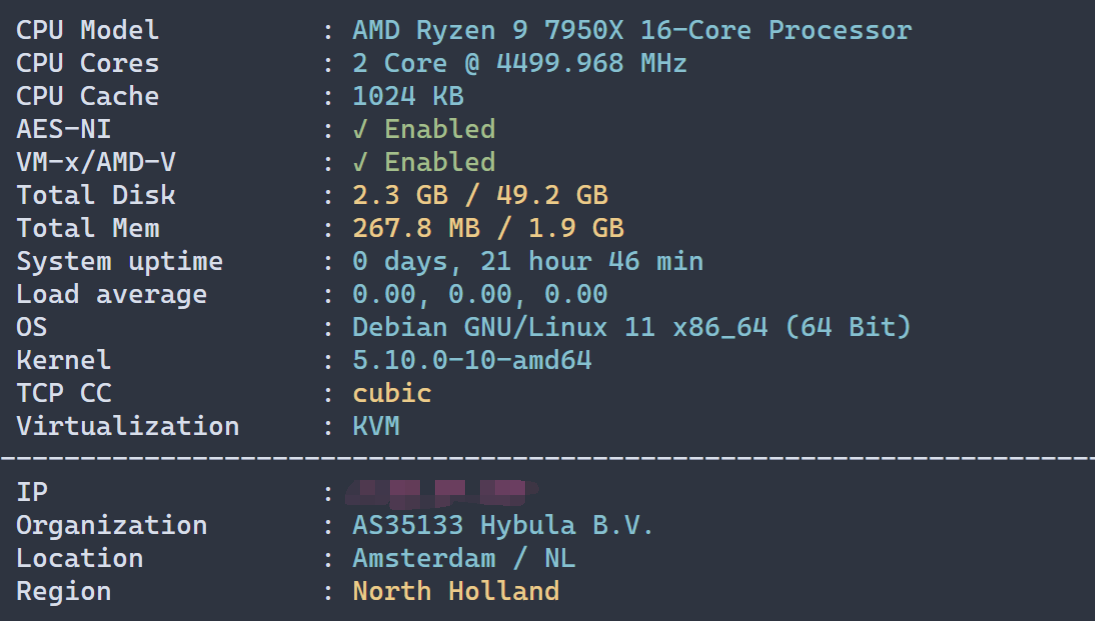 CPU Model : AMD Ryzen 9 7950X 16-Core Processor
CPU Cores : 2 Core @ 4499.968 MHz
CPU Cache : 1024 KB
AES-NI : ✓ Enabled
VM-x/AMD-V : ✓ Enabled
Total Disk : 2.3 GB / 49.2 GB
Total Mem : 267.8 MB / 1.9 GB
System uptime : 0 days, 21 hour 46 min
Load average : 0.00, 0.00, 0.00
OS : Debian GNU/Linux 11 x86_64 (64 Bit)
Kernel : 5.10.0-10-amd64
TCP CC : cubic
Virtualization : KVM
----------------------------------------------------------------------
IP :
Organization : AS35133 Hybula B.V.
Location : Amsterdam / NL
Region : North Holland